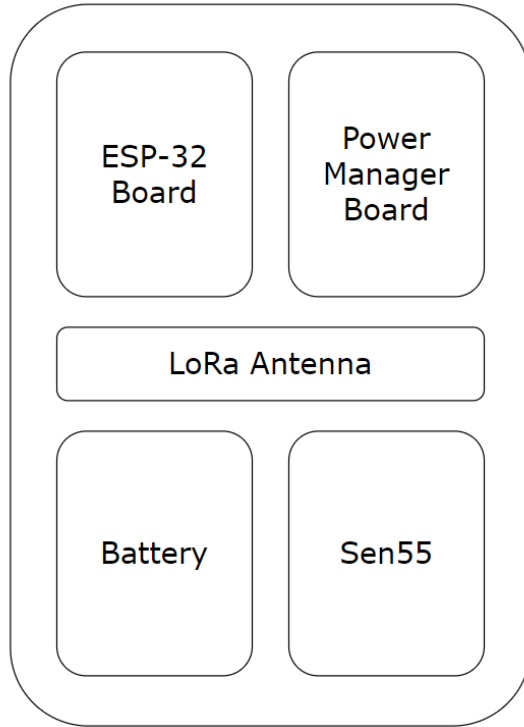 ESP-32
Board
Power
Manager
Board
LoRa Antenna
Battery
Sen55